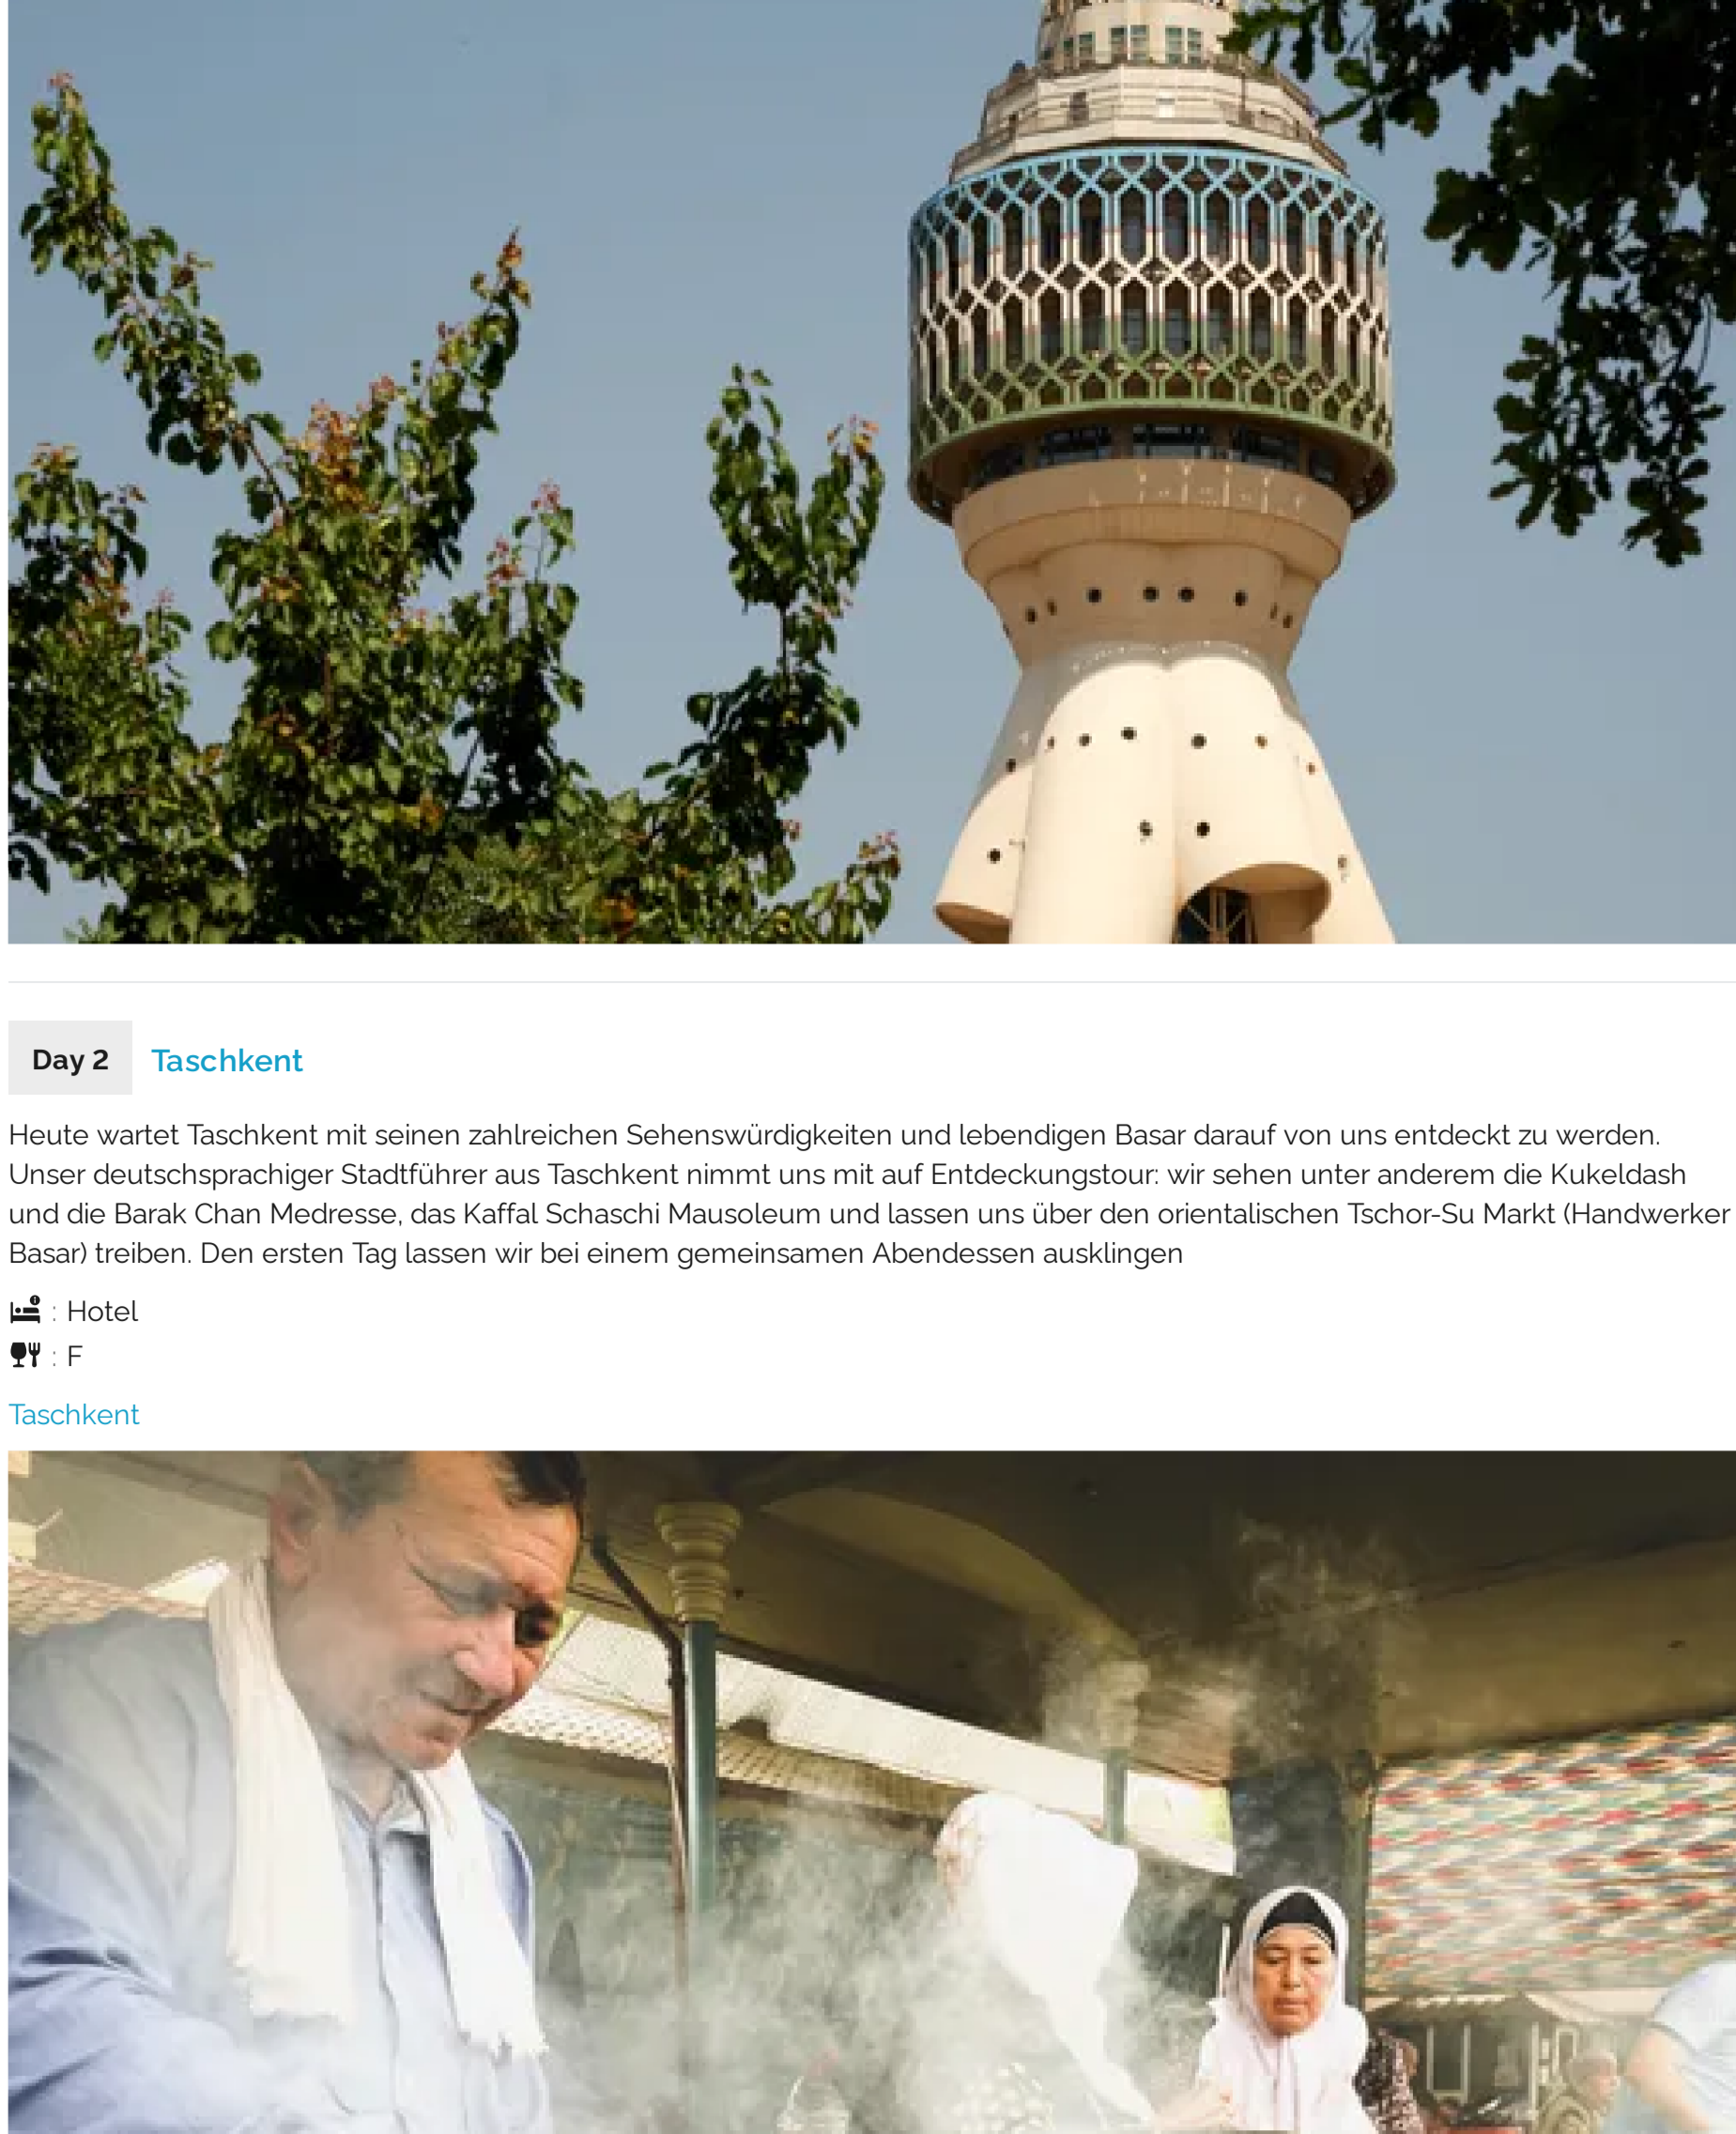 Day 2 Taschkent
Heute wartet Taschkent mit seinen zahlreichen Sehenswürdigkeiten und lebendigen Basar darauf von uns entdeckt zu werden.
Unser deutschsprachiger Stadtführer aus Taschkent nimmt uns mit auf Entdeckungstour: wir sehen unter anderem die Kukeldash
und die Barak Chan Medresse, das Kaffal Schaschi Mausoleum und lassen uns über den orientalischen Tschor-Su Markt (Handwerker
Basar) treiben. Den ersten Tag lassen wir bei einem gemeinsamen Abendessen ausklingen
: Hotel
: F
Taschkent